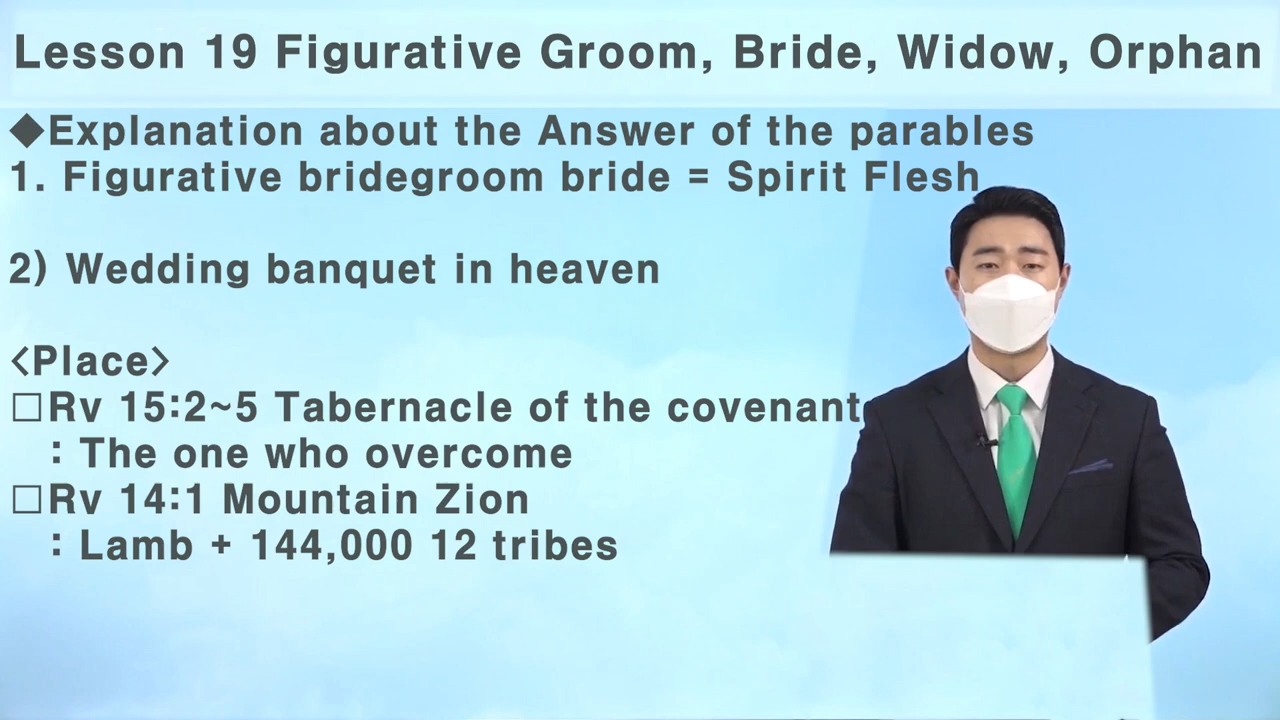 Lesson 19 Figurative Groom, Bride, Widow, Orphan
◆Explanation about the Answer of the parables
1. Figurative bridegroom bride = Spirit Flesh
2) Wedding banquet in heaven
<Place>
□Rv 15:2~5 Tabernacle of the covenant
: The one who overcome
□Rv 14:1 Mountain Zion
: Lamb + 144,000 12 tribes